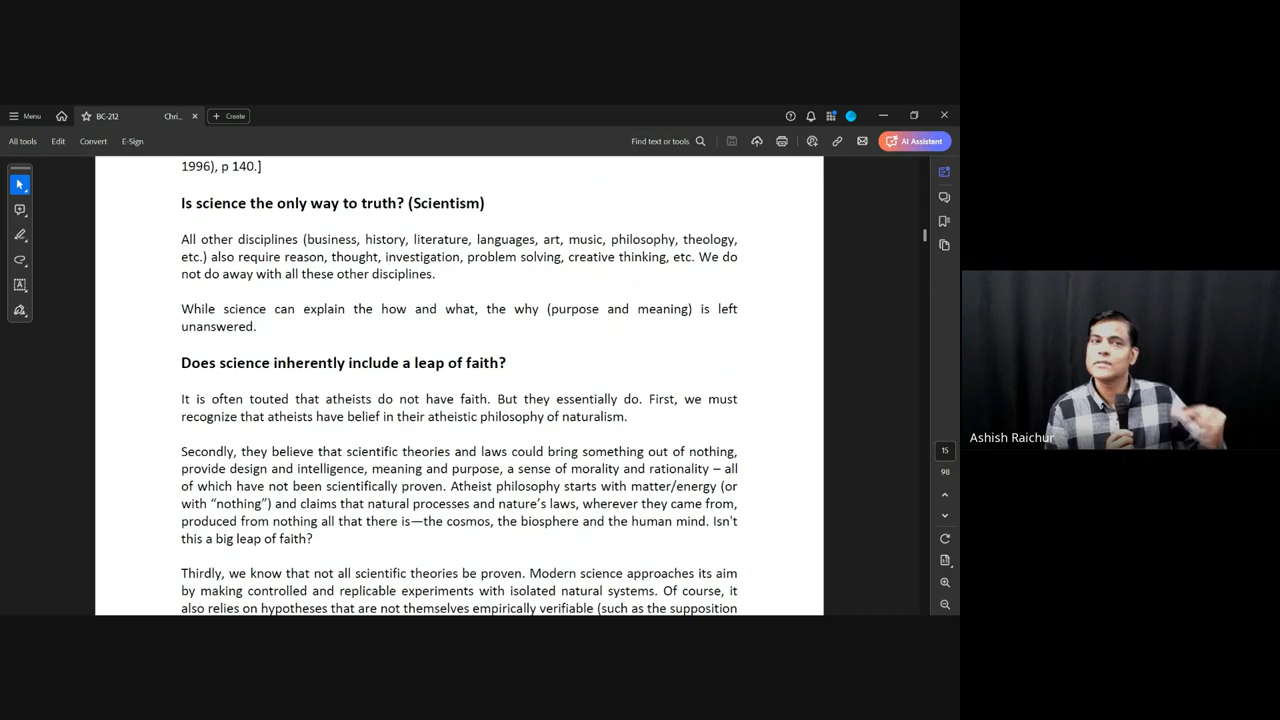 Menu
BC-212
Chri...
Create
All tools
Edit
Convert
E-Sign
Find text or tools
AI Assistant
1996), p 140.]
Is science the only way to truth? (Scientism)
All other disciplines (business, history, literature, languages, art, music, philosophy, theology,
etc.) also require reason, thought, investigation, problem solving, creative thinking, etc. We do
not do away with all these other disciplines.
While science can explain the how and what, the why (purpose and meaning) is left
unanswered.
Does science inherently include a leap of faith?
It is often touted that atheists do not have faith. But they essentially do. First, we must
recognize that atheists have belief in their atheistic philosophy of naturalism.
Secondly, they believe that scientific theories and laws could bring something out of nothing,
provide design and intelligence, meaning and purpose, a sense of morality and rationality – all
of which have not been scientifically proven. Atheist philosophy starts with matter/energy (or
with “nothing”) and claims that natural processes and nature’s laws, wherever they came from,
produced from nothing all that there is—the cosmos, the biosphere and the human mind. Isn't
this a big leap of faith?
Thirdly, we know that not all scientific theories be proven. Modern science approaches its aim
by making controlled and replicable experiments with isolated natural systems. Of course, it
also relies on hypotheses that are not themselves empirically verifiable (such as the supposition
15
98
Ashish Raichur